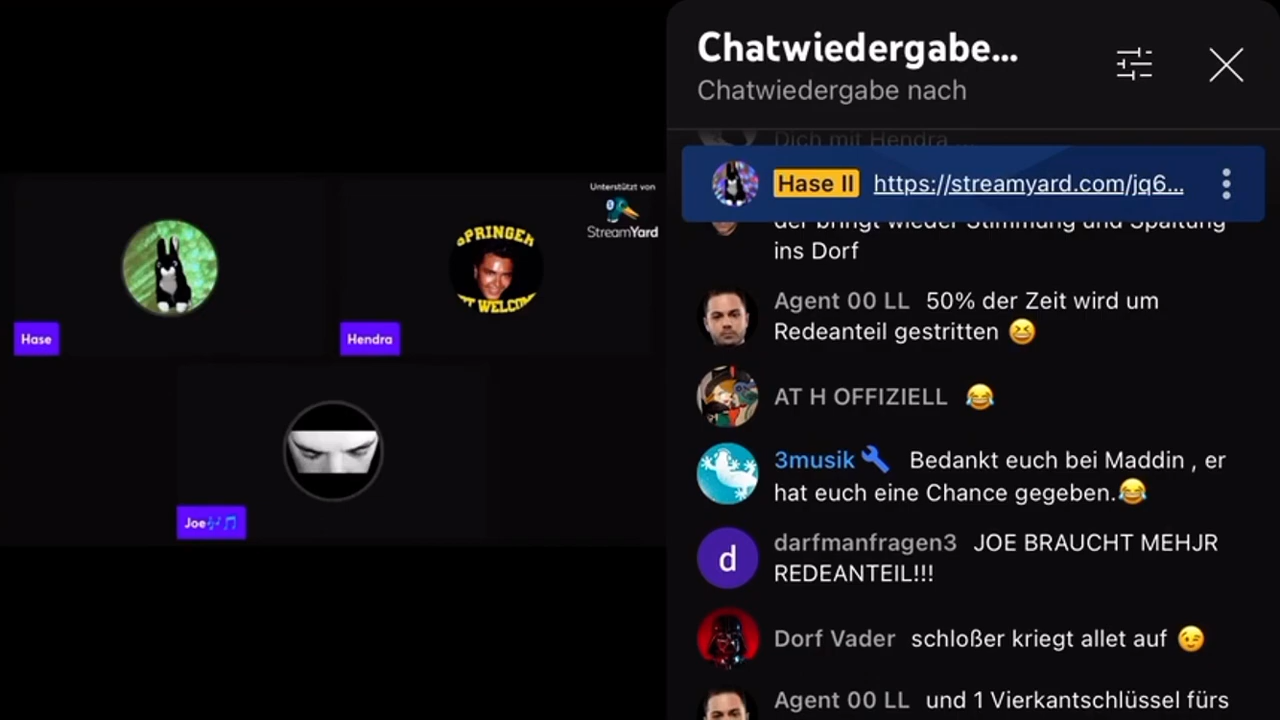 Unterstützt von
StreamYard
SPRINGER
WELCOM
Hase
Hendra
Joe🎶🎵
Chatwiedergabe...
Chatwiedergabe nach
Dich mit Hendra ...
Hase II https://streamyard.com/jq6...
der bringt wieder Stimmung und Spaltung
ins Dorf
Agent 00 LL 50% der Zeit wird um
Redeanteil gestritten 😆
AT H OFFIZIELL 😂
3musik🔧 Bedankt euch bei Maddin , er
hat euch eine Chance gegeben.😂
d
darfmanfragen3 JOE BRAUCHT MEHJR
REDEANTEIL!!!
Dorf Vader schloßer kriegt allet auf 😉
Agent 00 LL und 1 Vierkantschlüssel fürs